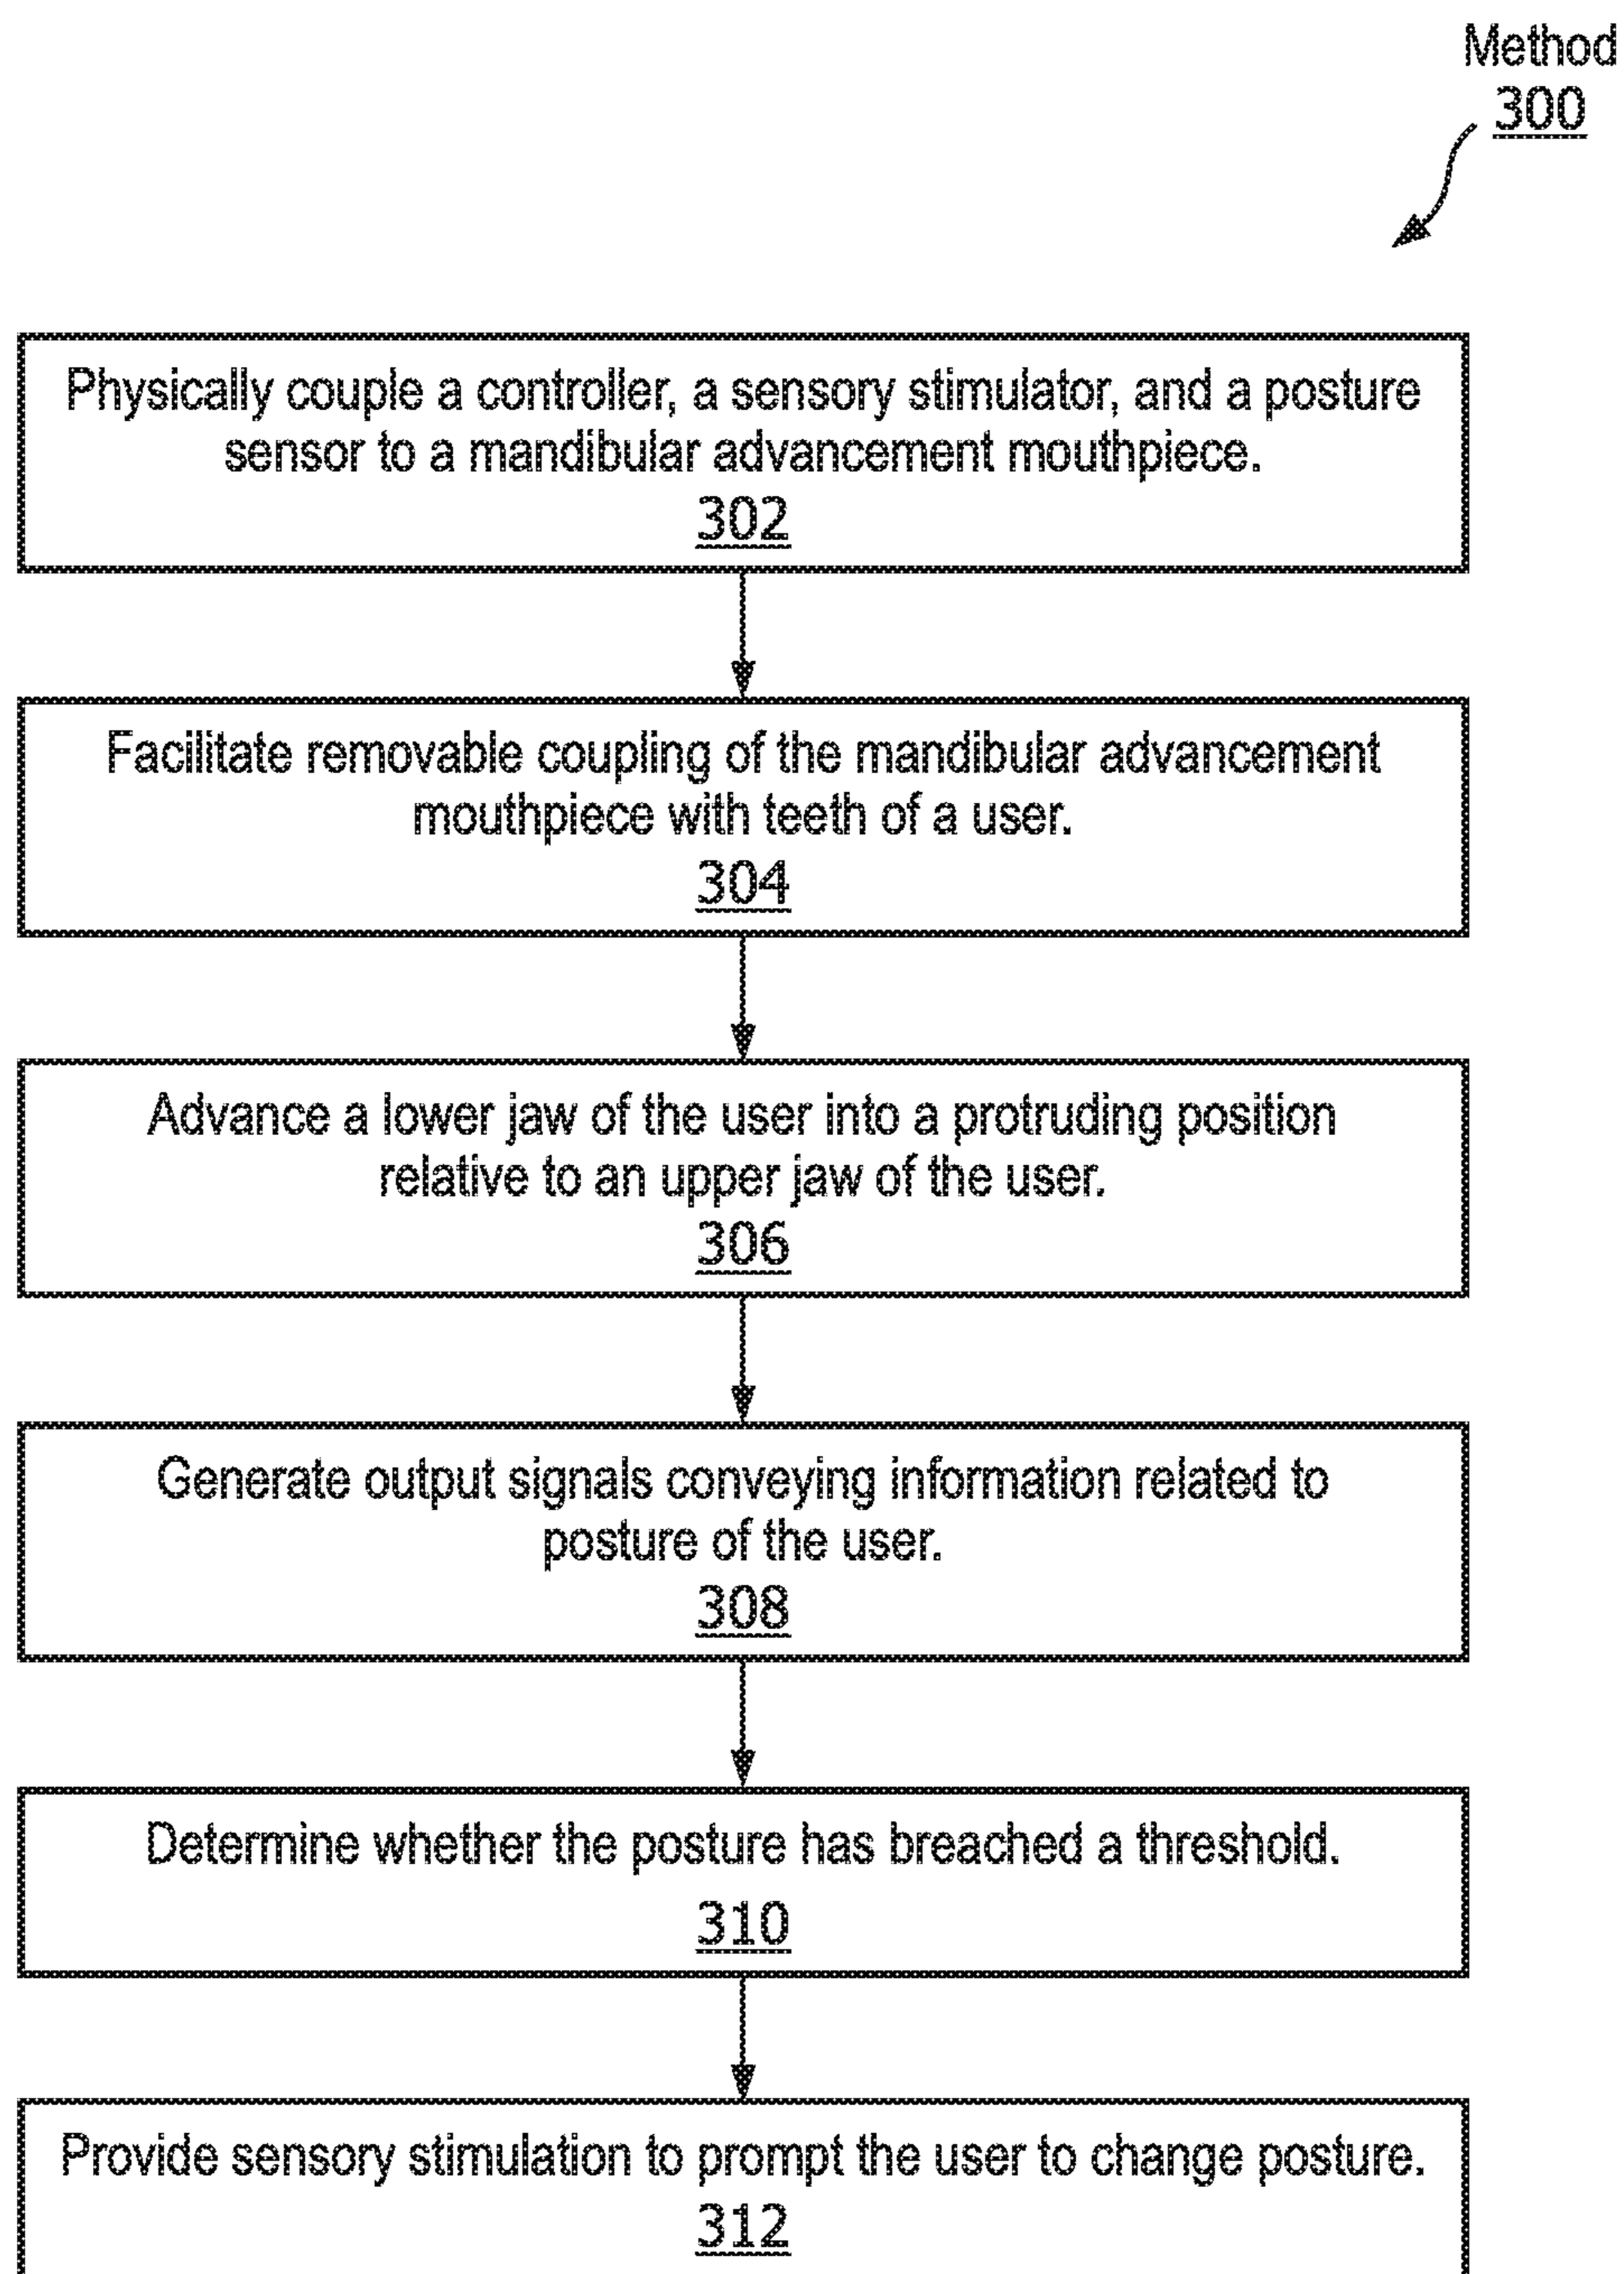 Method
300
Physically couple a controller, a sensory stimulator, and a posture
sensor to a mandibular advancement mouthpiece.
302
Facilitate removable coupling of the mandibular advancement
mouthpiece with teeth of a user.
304
Advance a lower jaw of the user into a protruding position
relative to an upper jaw of the user.
306
Generate output signals conveying information related to
posture of the user.
308
Determine whether the posture has breached a threshold.
310
Provide sensory stimulation to prompt the user to change posture.
312